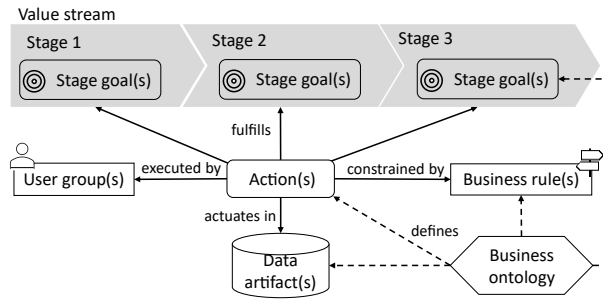 Value stream
Stage 1
Stage 2
Stage 3
Stage goal(s)
Stage goal(s)
Stage goal(s)
fulfills
User group(s)
executed by
Action(s)
constrained by
Business rule(s)
actuates in
defines
Data
artifact(s)
Business
ontology